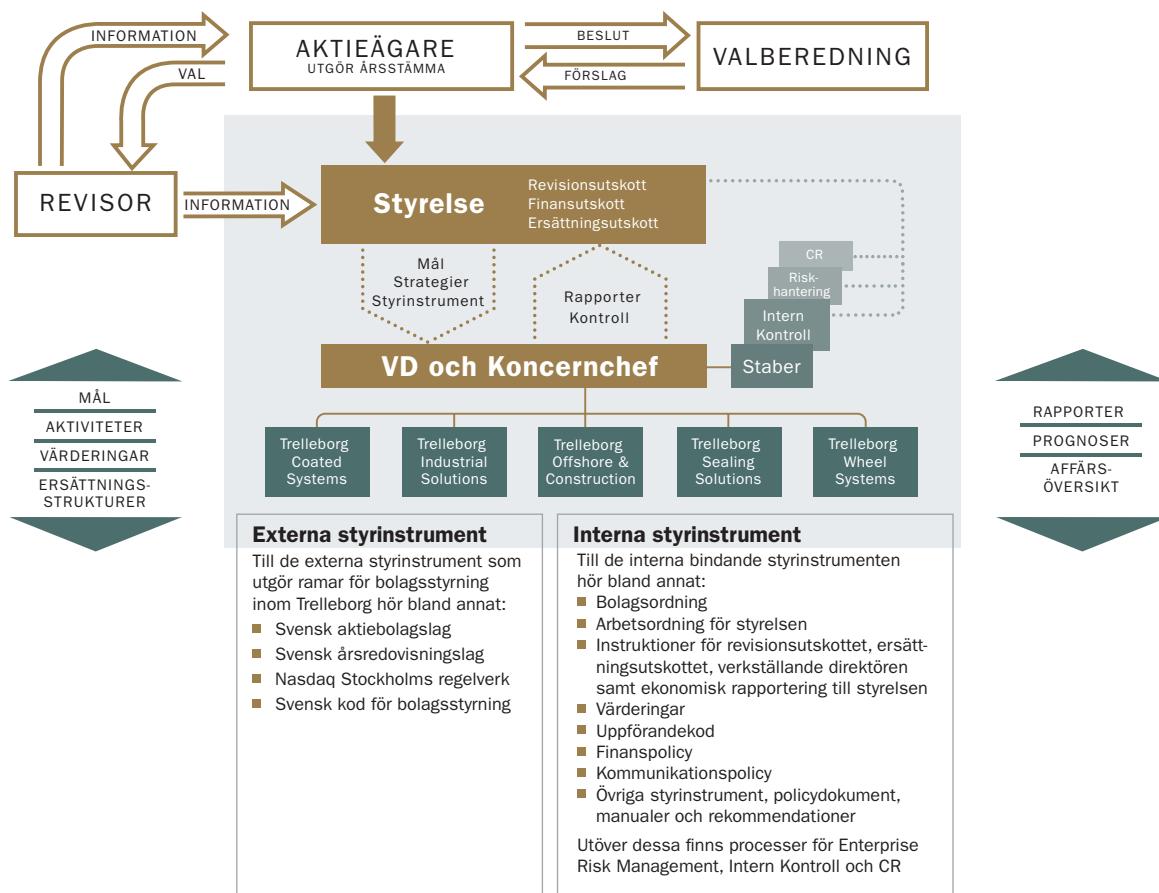 INFORMATION
AKTIEÄGARE
UTGÖR ÅRSSTÄMMA
BESLUT
VALBEREDNING
VAL
FÖRSLAG
REVISOR
INFORMATION
Styrelse
Revisionsutskott
Finansutskott
Ersättningsutskott
Mål
Strategier
Styrinstrument
Rapporter
Kontroll
CR
Risk-
hantering
Intern
Kontroll
Staber
VD och Koncernchef
MÅL
AKTIVITETER
VÄRDERINGAR
ERSÄTTNINGS-
STRUKTURER
RAPPORTER
PROGNOSER
AFFÄRS-
ÖVERSIKT
Trelleborg
Coated
Systems
Trelleborg
Industrial
Solutions
Trelleborg
Offshore &
Construction
Trelleborg
Sealing
Solutions
Trelleborg
Wheel
Systems
Externa styrinstrument
Till de externa styrinstrument som
utgör ramar för bolagsstyrning
inom Trelleborg hör bland annat:
Svensk aktiebolagslag
Svensk årsredovisningslag
Nasdaq Stockholms regelverk
Svensk kod för bolagsstyrning
Interna styrinstrument
Till de interna bindande styrinstrumenten
hör bland annat:
Bolagsordning
Arbetsordning för styrelsen
Instruktioner för revisionsutskottet, ersätt-
ningsutskottet, verkställande direktören
samt ekonomisk rapportering till styrelsen
Värderingar
Uppförandekod
Finanspolicy
Kommunikationspolicy
Övriga styrinstrument, policydokument,
manualer och rekommendationer
Utöver dessa finns processer för Enterprise
Risk Management, Intern Kontroll och CR